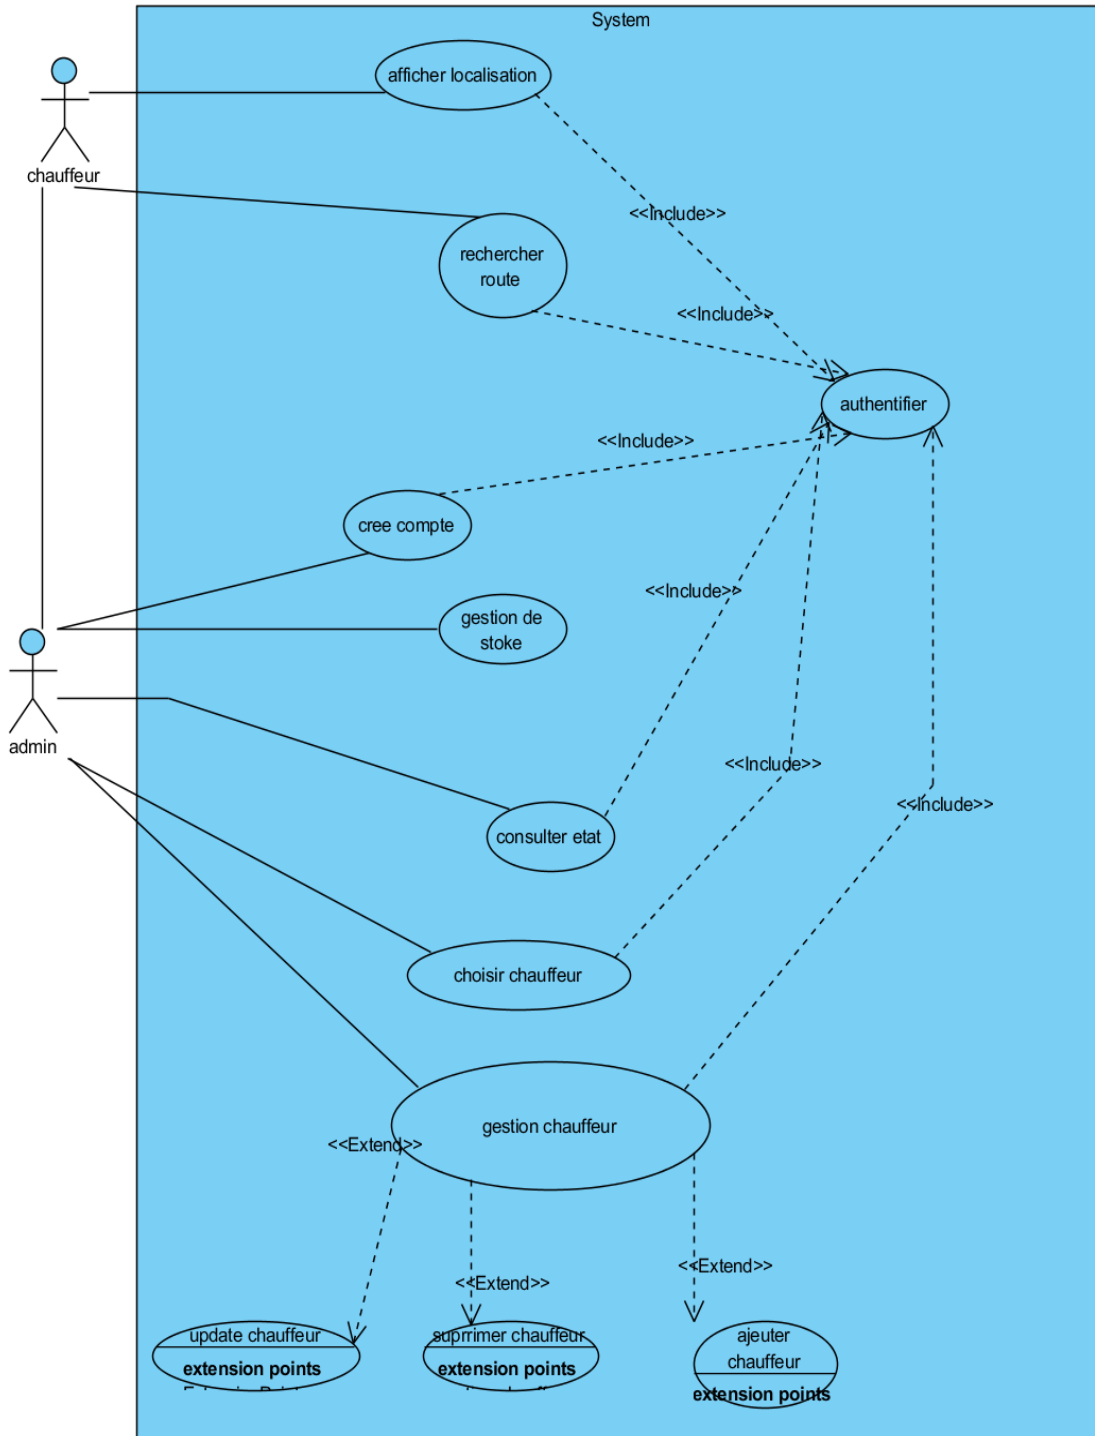 System
afficher localisation
chauffeur
<<Include>>
rechercher
route
<<Include>>
authentifier
<<Include>>
cree compte
<<Include>>
gestion de
stoke
admin
<<Include>>
<<Include>>
consulter etat
choisir chauffeur
gestion chauffeur
<<Extend>>
<<Extend>>
<<Extend>>
update chauffeur
extension points
suprrimer chauffeur
extension points
ajeuter
chauffeur
extension points